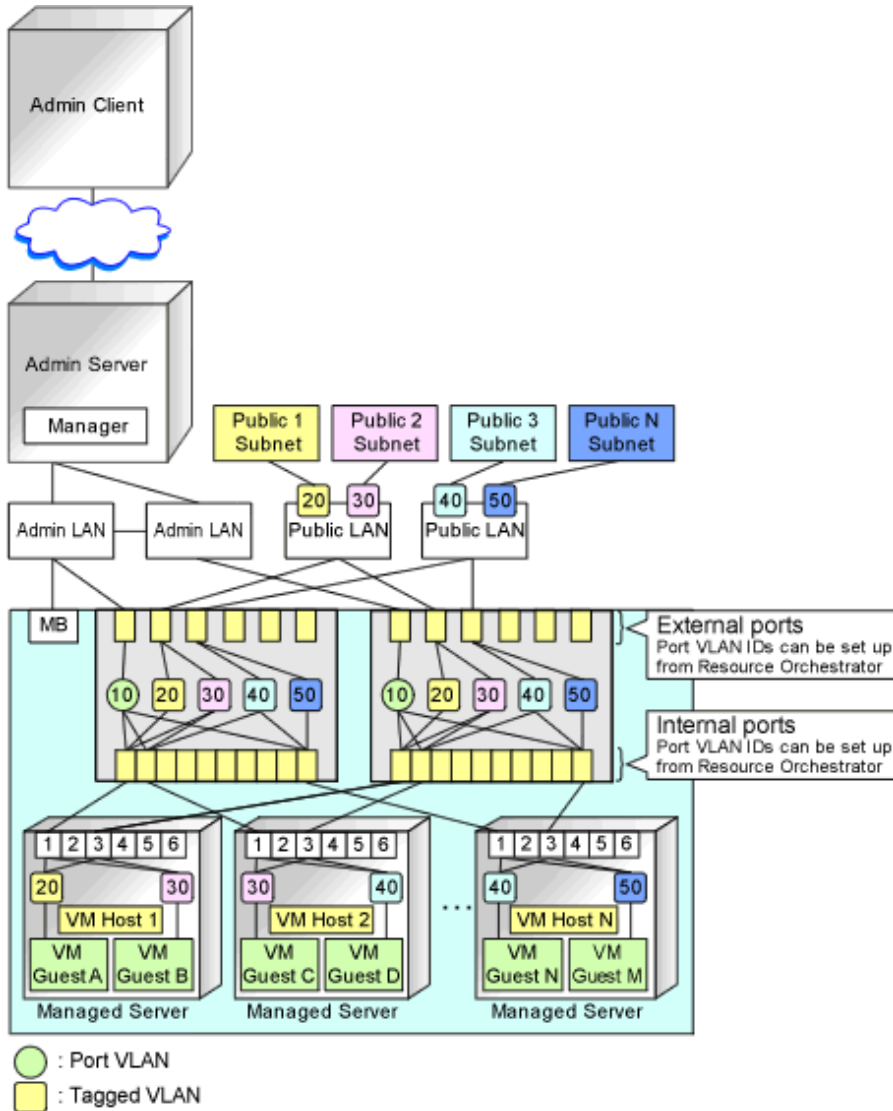 Admin Client
Admin Server
Manager
Public 1
Subnet
Public 2
Subnet
Public 3
Subnet
Public N
Subnet
20
30
40
50
Admin LAN
Admin LAN
Public LAN
Public LAN
MB
External ports
Port VLAN IDs can be set up
from Resource Orchestrator
10
20
30
40
50
10
20
30
40
50
Internal ports
Port VLAN IDs can be set up
from Resource Orchestrator
1 2 3 4 5 6
1 2 3 4 5 6
1 2 3 4 5 6
20
30
30
40
40
50
VM Host 1
VM Host 2
...
VM Host N
VM
Guest A
VM
Guest B
VM
Guest C
VM
Guest D
VM
Guest N
VM
Guest M
Managed Server
Managed Server
Managed Server
: Port VLAN
: Tagged VLAN